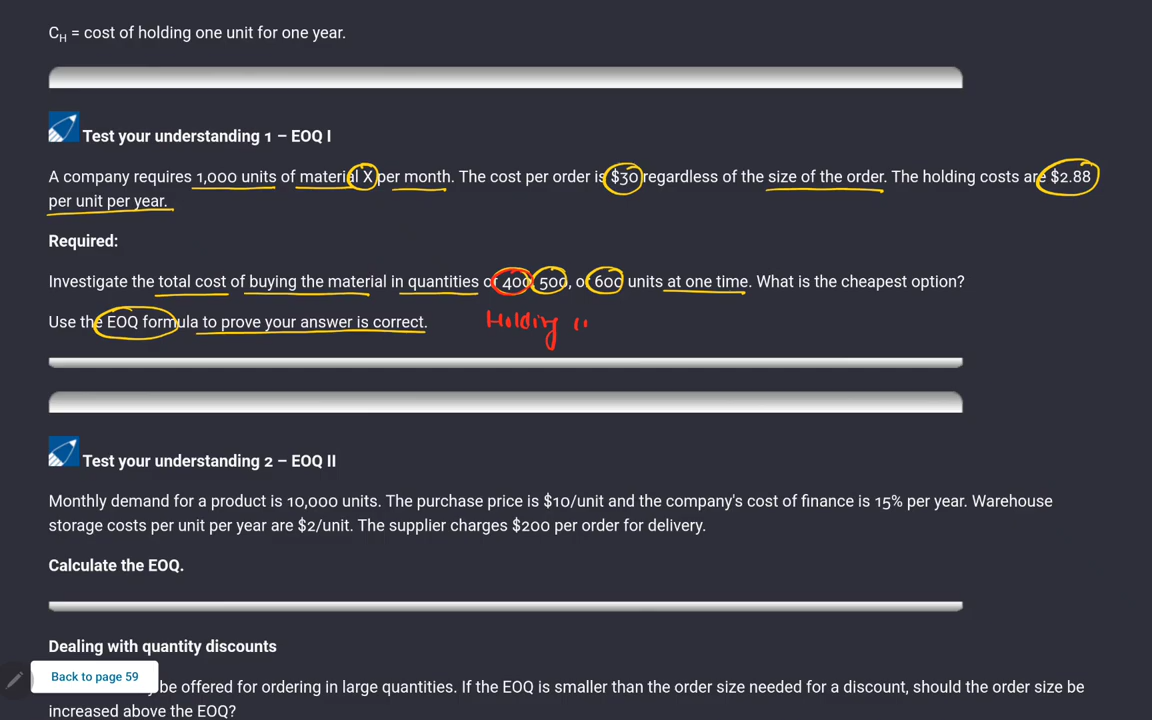 CH = cost of holding one unit for one year.
Test your understanding 1 – EOQ I
A company requires 1,000 units of material X per month. The cost per order is $30 regardless of the size of the order. The holding costs are $2.88
per unit per year.
Required:
Investigate the total cost of buying the material in quantities of 400, 500, or 600 units at one time. What is the cheapest option?
Use the EOQ formula to prove your answer is correct.
Holding
Test your understanding 2 – EOQ II
Monthly demand for a product is 10,000 units. The purchase price is $10/unit and the company's cost of finance is 15% per year. Warehouse
storage costs per unit per year are $2/unit. The supplier charges $200 per order for delivery.
Calculate the EOQ.
Dealing with quantity discounts
Back to page 59
be offered for ordering in large quantities. If the EOQ is smaller than the order size needed for a discount, should the order size be
increased above the EOQ?